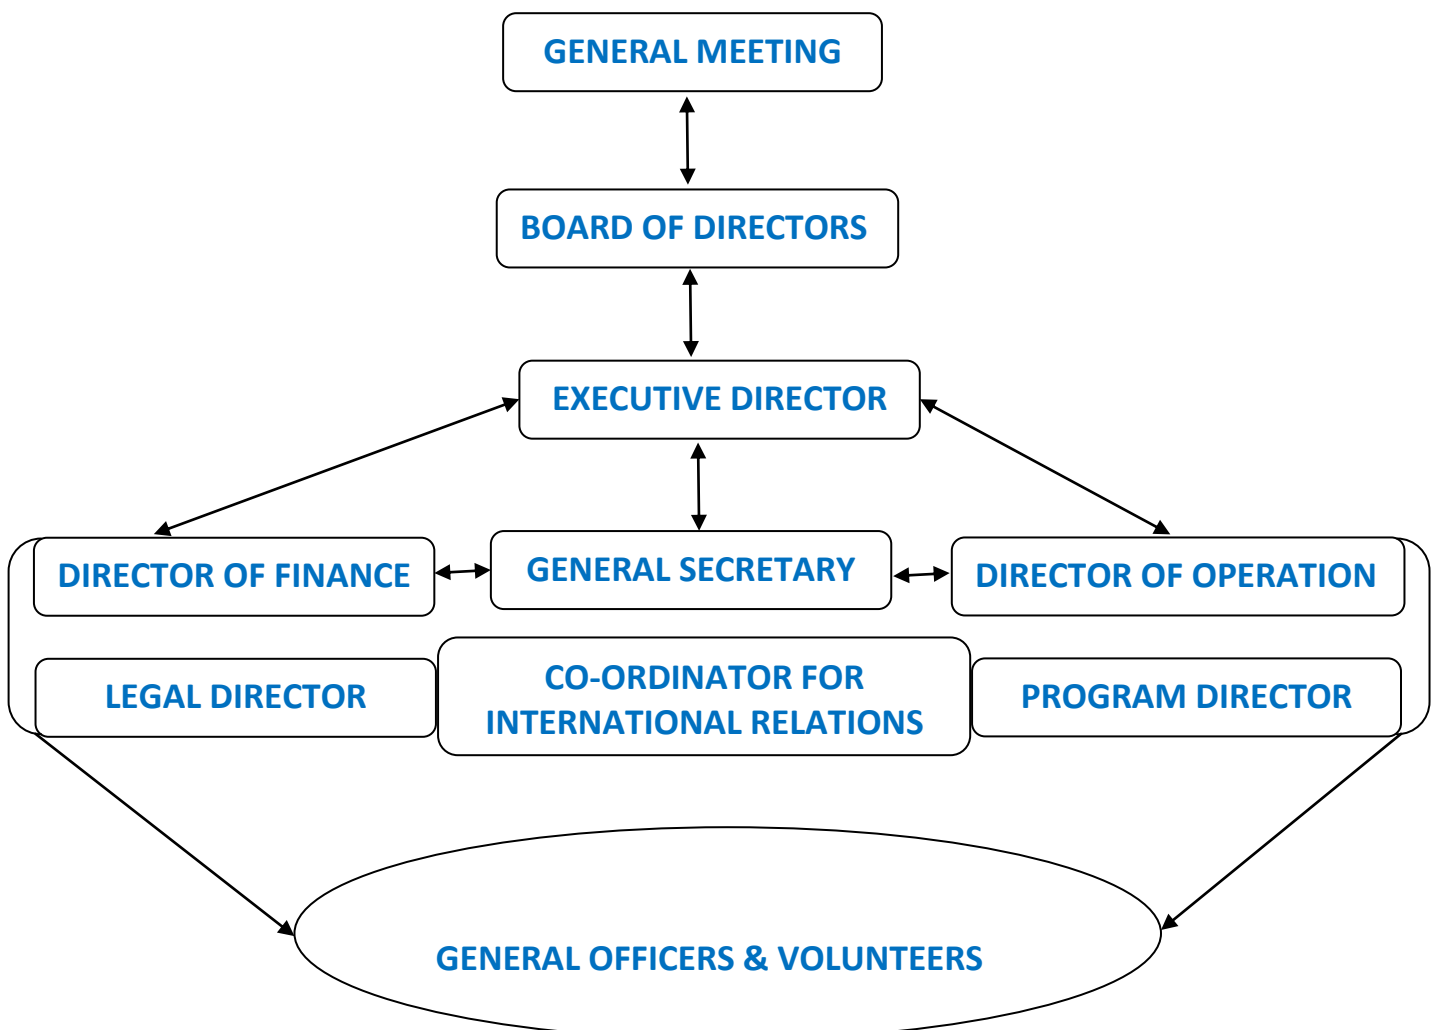 GENERAL MEETING
BOARD OF DIRECTORS
EXECUTIVE DIRECTOR
DIRECTOR OF FINANCE
GENERAL SECRETARY
DIRECTOR OF OPERATION
LEGAL DIRECTOR
CO-ORDINATOR FOR
INTERNATIONAL RELATIONS
PROGRAM DIRECTOR
GENERAL OFFICERS & VOLUNTEERS